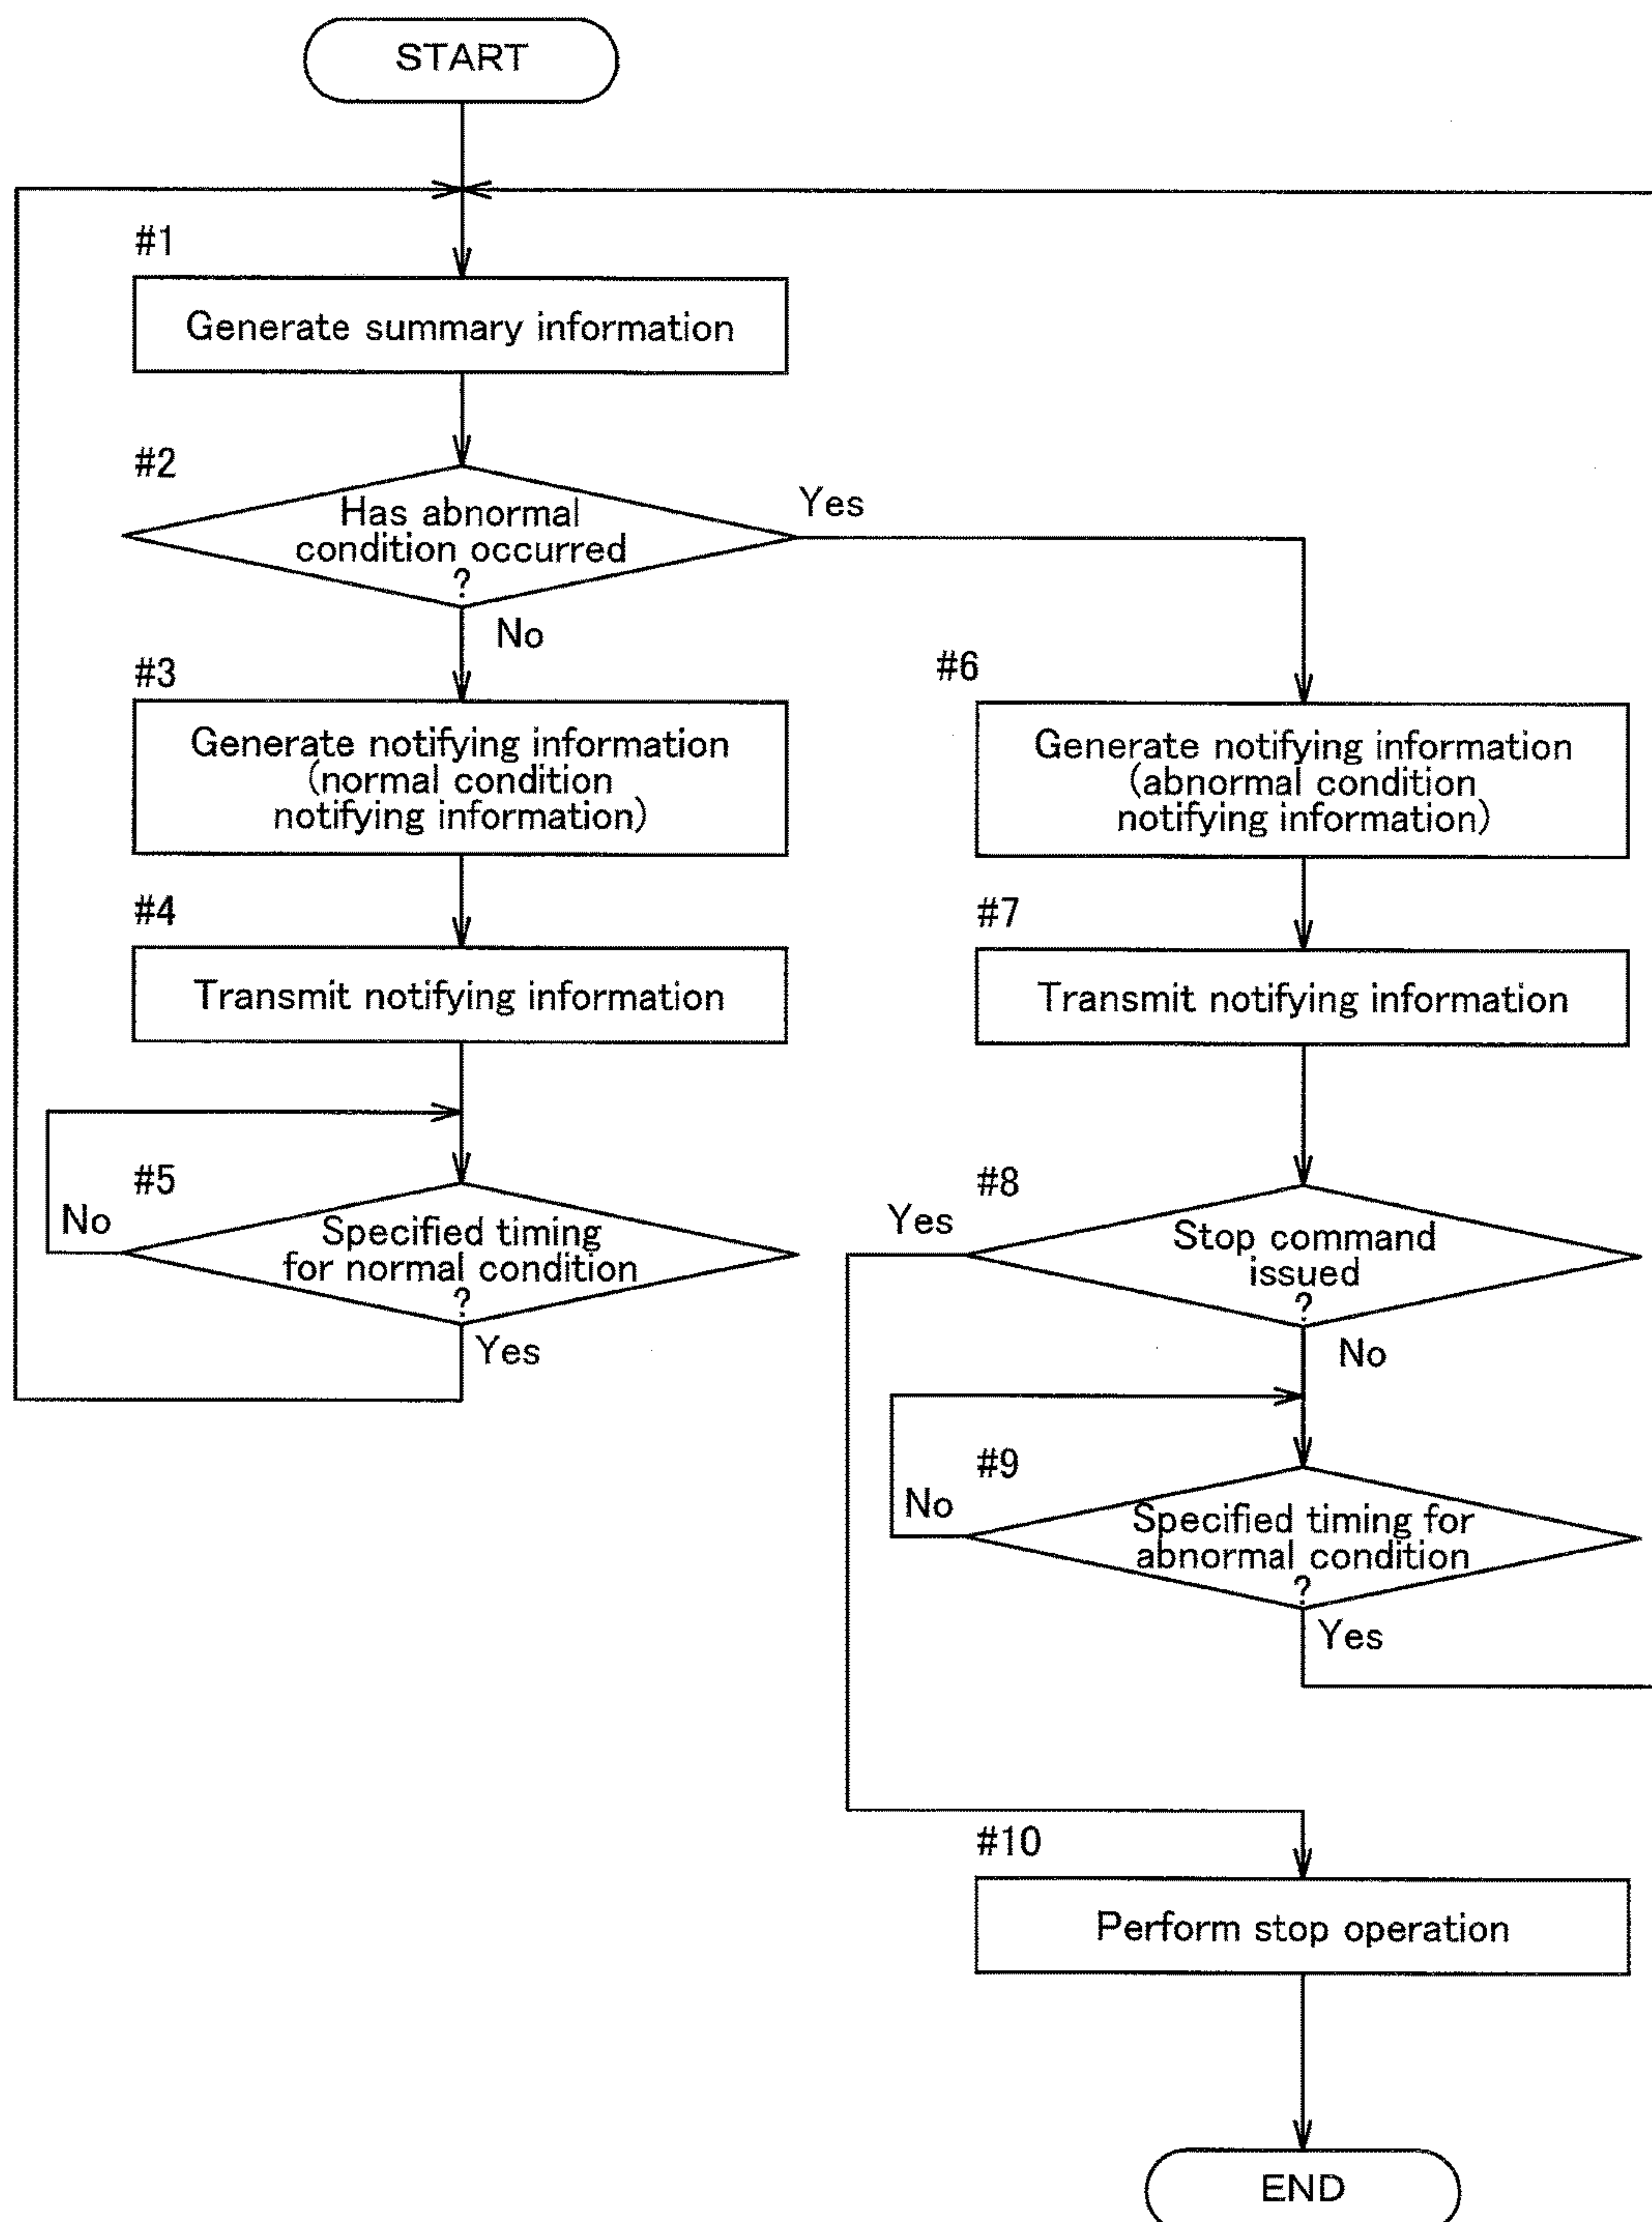 START
#1
Generate summary information
#2
Has abnormal
condition occurred
?
Yes
No
#3
Generate notifying information
(normal condition
notifying information)
#4
Transmit notifying information
#5
No
Specified timing
for normal condition
?
Yes
#6
Generate notifying information
(abnormal condition
notifying information)
#7
Transmit notifying information
#8
Yes
Stop command
issued
?
No
#9
No
Specified timing for
abnormal condition
?
Yes
#10
Perform stop operation
END